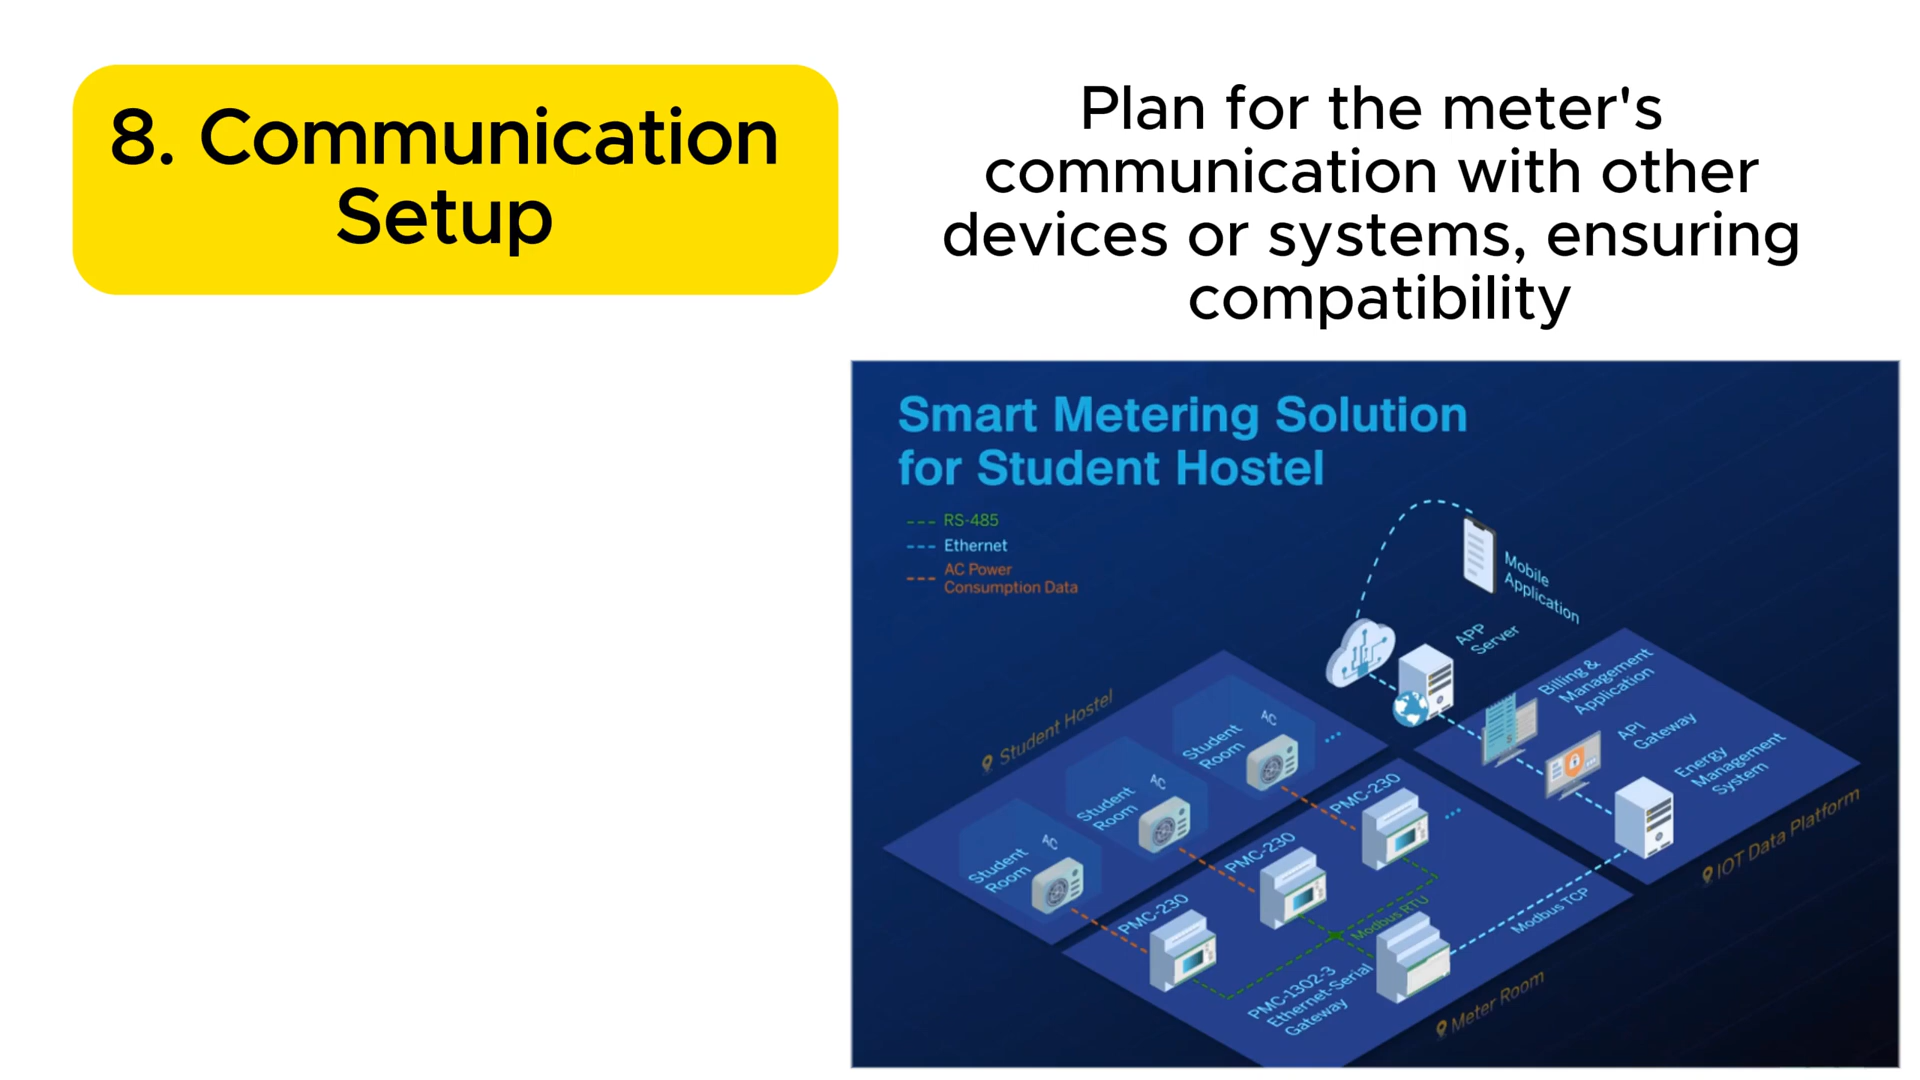 8. Communication
Setup
Plan for the meter's
communication with other
devices or systems, ensuring
compatibility
Smart Metering Solution
for Student Hostel
RS-485
Ethernet
AC Power
Consumption Data
Mobile
Application
APP
Server
Billing &
Management
Application
API
Gateway
Energy
Management
System
IOT Data Platform
Student Hostel
Student
Room
AC
Student
Room
AC
Student
Room
AC
PMC-230
PMC-230
PMC-230
Modbus RTU
Modbus TCP
PMC-1302-3
Ethernet-Serial
Gateway
Meter Room